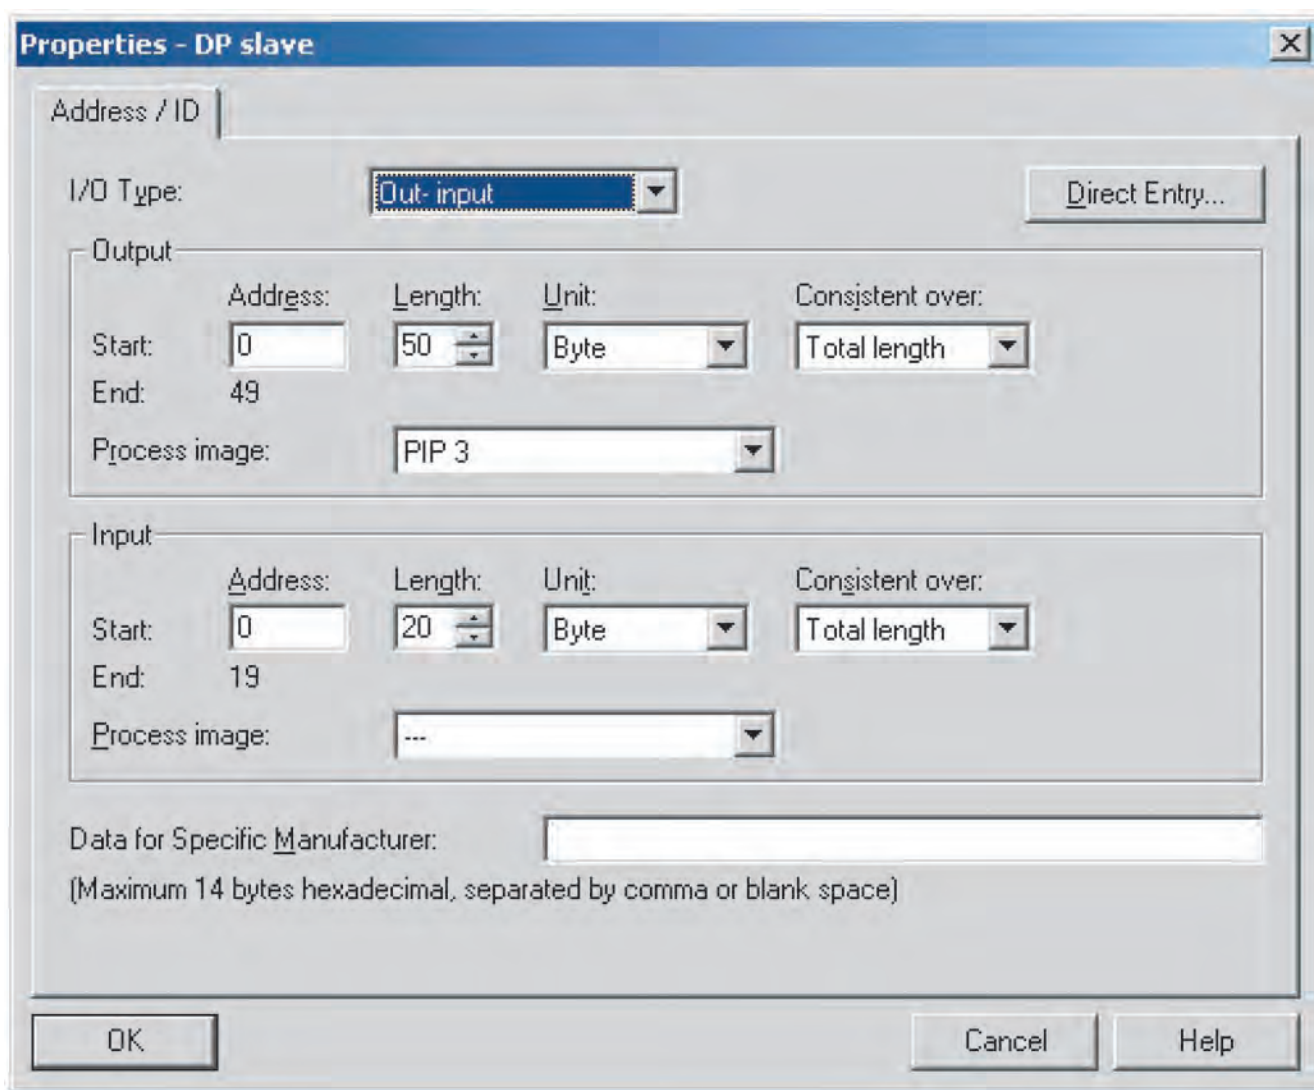 Properties - DP slave
Address / ID
I/O Type: Out- input Direct Entry...
Output
Address: Length: Unit: Consistent over:
Start: 0 50 Byte Total length
End: 49
Process image: PIP 3
Input
Address: Length: Unit: Consistent over:
Start: 0 20 Byte Total length
End: 19
Process image: ---
Data for Specific Manufacturer:
(Maximum 14 bytes hexadecimal, separated by comma or blank space)
OK Cancel Help